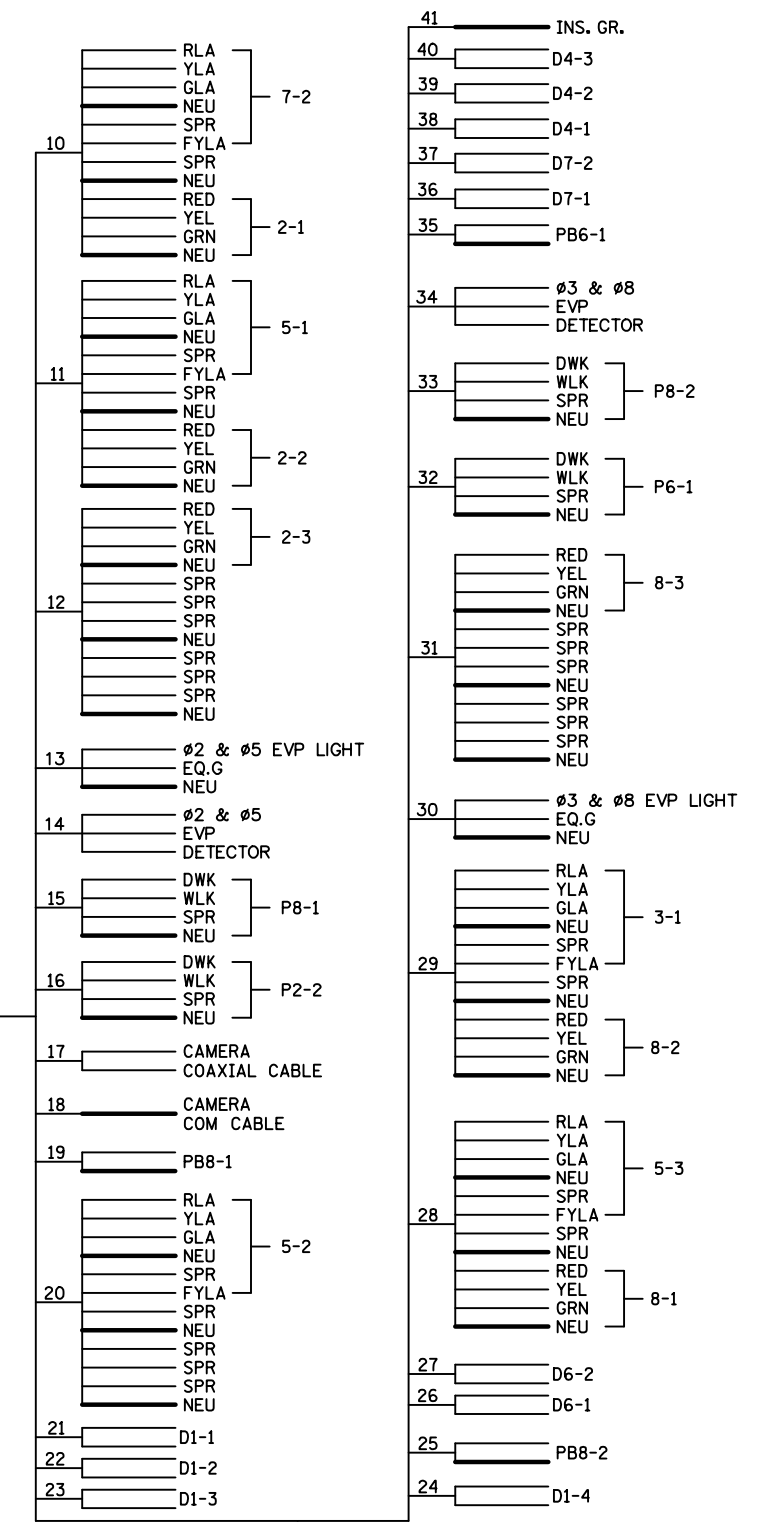 10
RLA
YLA
GLA
NEU
SPR
FYLA
7-2
SPR
NEU
RED
YEL
GRN
NEU
2-1
11
RLA
YLA
GLA
NEU
SPR
FYLA
5-1
SPR
NEU
RED
YEL
GRN
NEU
2-2
12
RED
YEL
GRN
NEU
2-3
SPR
SPR
SPR
NEU
SPR
SPR
SPR
NEU
13
ø2 & ø5 EVP LIGHT
EQ.G
NEU
14
ø2 & ø5
EVP
DETECTOR
15
DWK
WLK
SPR
NEU
P8-1
16
DWK
WLK
SPR
NEU
P2-2
17
CAMERA
COAXIAL CABLE
18
CAMERA
COM CABLE
19
PB8-1
20
RLA
YLA
GLA
NEU
SPR
FYLA
5-2
SPR
NEU
SPR
SPR
SPR
NEU
21
D1-1
22
D1-2
23
D1-3
41
INS. GR.
40
D4-3
39
D4-2
38
D4-1
37
D7-2
36
D7-1
35
PB6-1
34
ø3 & ø8
EVP
DETECTOR
33
DWK
WLK
SPR
NEU
P8-2
32
DWK
WLK
SPR
NEU
P6-1
31
RED
YEL
GRN
NEU
8-3
SPR
SPR
SPR
NEU
SPR
SPR
SPR
NEU
30
ø3 & ø8 EVP LIGHT
EQ.G
NEU
29
RLA
YLA
GLA
NEU
SPR
FYLA
3-1
SPR
NEU
RED
YEL
GRN
NEU
8-2
28
RLA
YLA
GLA
NEU
SPR
FYLA
5-3
SPR
NEU
RED
YEL
GRN
NEU
8-1
27
D6-2
26
D6-1
25
PB8-2
24
D1-4